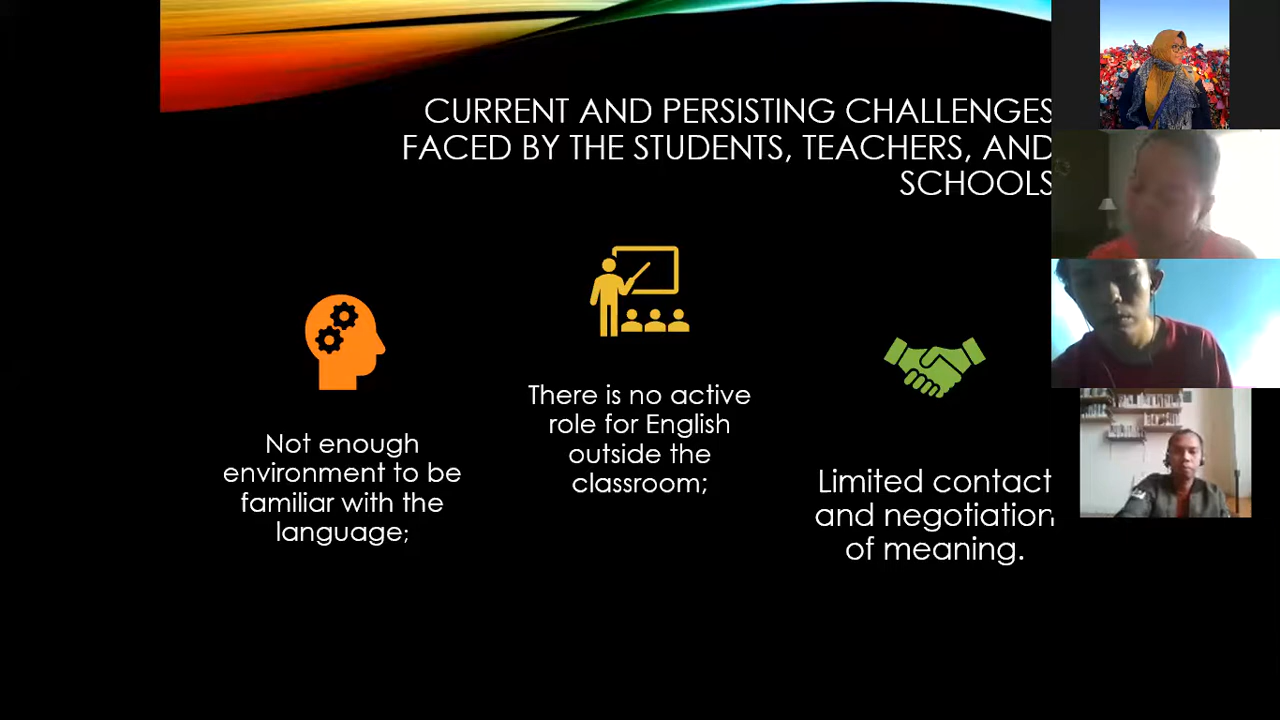 CURRENT AND PERSISTING CHALLENGES
FACED BY THE STUDENTS, TEACHERS, AND
SCHOOLS
Not enough
environment to be
familiar with the
language;
There is no active
role for English
outside the
classroom;
Limited contact
and negotiation
of meaning.